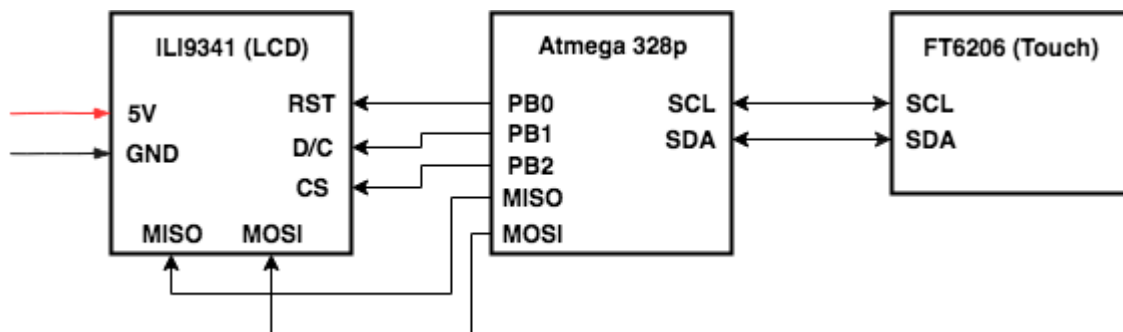 ILI9341 (LCD)
5V
GND
RST
D/C
CS
MISO
MOSI
Atmega 328p
PB0
PB1
PB2
MISO
MOSI
SCL
SDA
FT6206 (Touch)
SCL
SDA